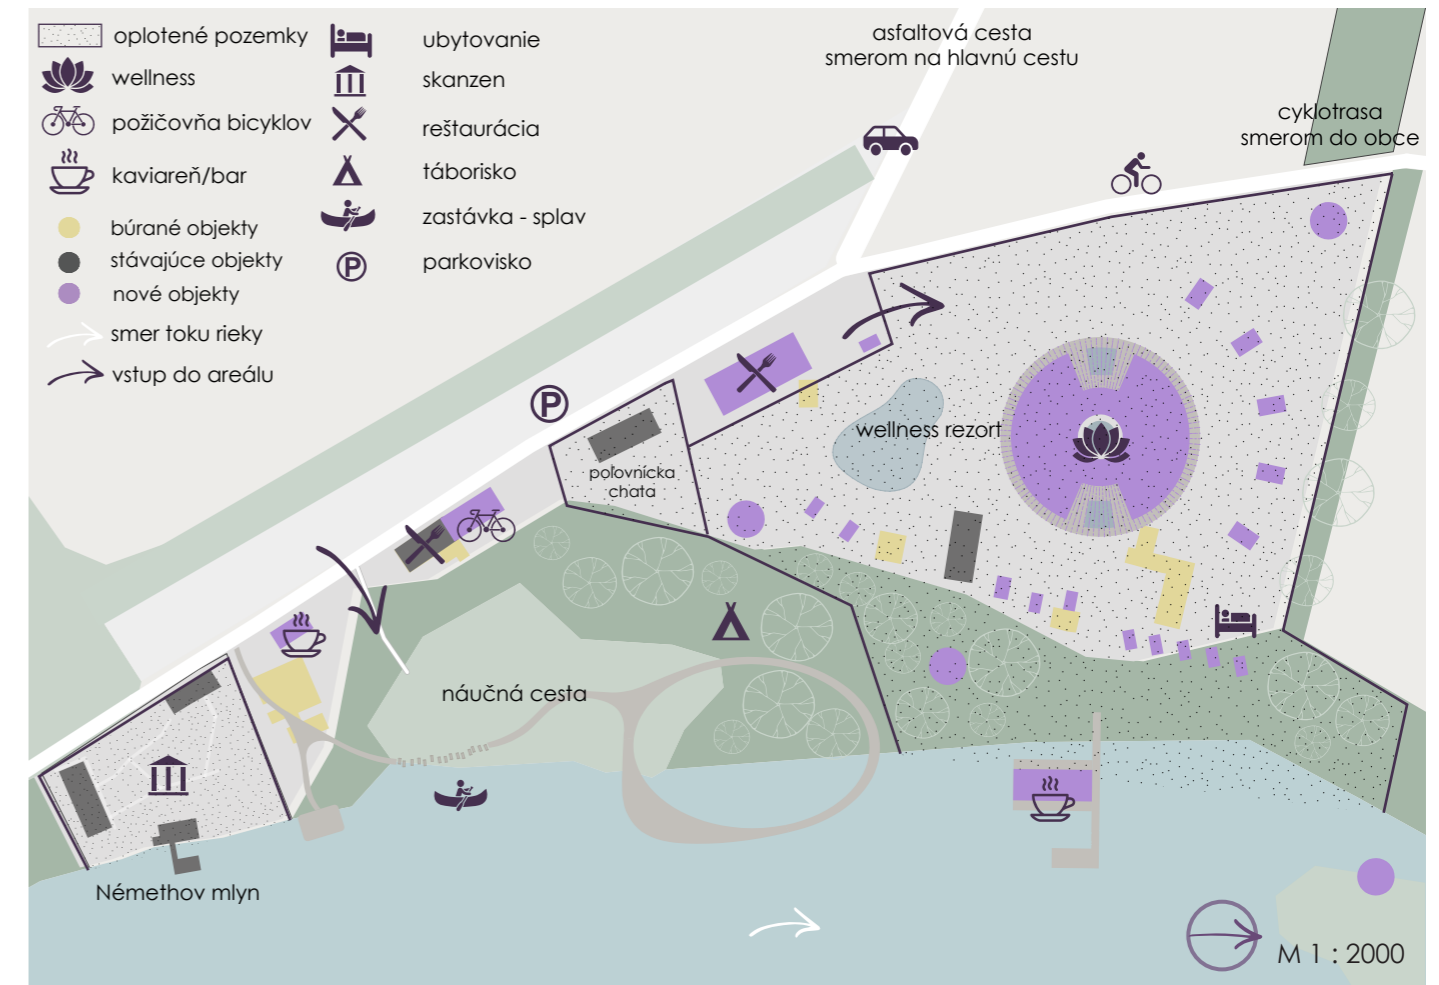 oplotené pozemky
wellness
požičovňa bicyklov
kaviareň/bar
búrané objekty
stávajúce objekty
nové objekty
smer toku rieky
vstup do areálu
ubytovanie
skanzen
reštaurácia
táborisko
zastávka - splav
P
parkovisko
asfaltová cesta
smerom na hlavnú cestu
cyklotrasa
smerom do obce
P
wellness rezort
poľovnícka
chata
náučná cesta
Némethov mlyn
M 1 : 2000